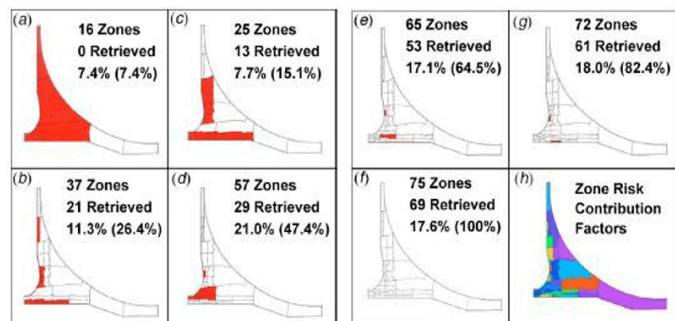 (a)
16 Zones
0 Retrieved
7.4% (7.4%)
(c)
25 Zones
13 Retrieved
7.7% (15.1%)
(b)
37 Zones
21 Retrieved
11.3% (26.4%)
(d)
57 Zones
29 Retrieved
21.0% (47.4%)
(e)
65 Zones
53 Retrieved
17.1% (64.5%)
(g)
72 Zones
61 Retrieved
18.0% (82.4%)
(f)
75 Zones
69 Retrieved
17.6% (100%)
(h)
Zone Risk
Contribution
Factors